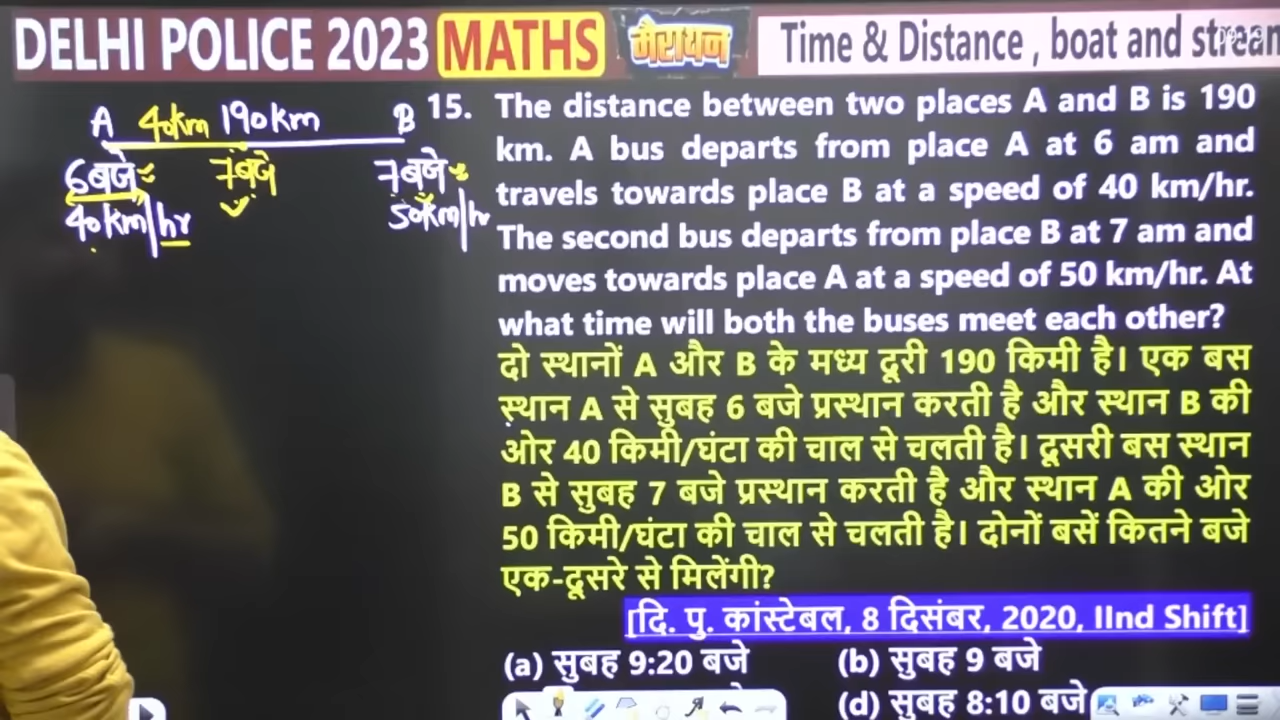 DELHI POLICE 2023 MATHS मैराथन Time & Distance , boat and stream
A 40km 190km B
6बजे 7बजे 7बजे
40km/hr 50km/hr
15. The distance between two places A and B is 190
km. A bus departs from place A at 6 am and
travels towards place B at a speed of 40 km/hr.
The second bus departs from place B at 7 am and
moves towards place A at a speed of 50 km/hr. At
what time will both the buses meet each other?
दो स्थानों A और B के मध्य दूरी 190 किमी है। एक बस
स्थान A से सुबह 6 बजे प्रस्थान करती है और स्थान B की
ओर 40 किमी/घंटा की चाल से चलती है। दूसरी बस स्थान
B से सुबह 7 बजे प्रस्थान करती है और स्थान A की ओर
50 किमी/घंटा की चाल से चलती है। दोनों बसें कितने बजे
एक-दूसरे से मिलेंगी?
[दि. पु. कांस्टेबल, 8 दिसंबर, 2020, IInd Shift]
(a) सुबह 9:20 बजे (b) सुबह 9 बजे
(d) सुबह 8:10 बजे